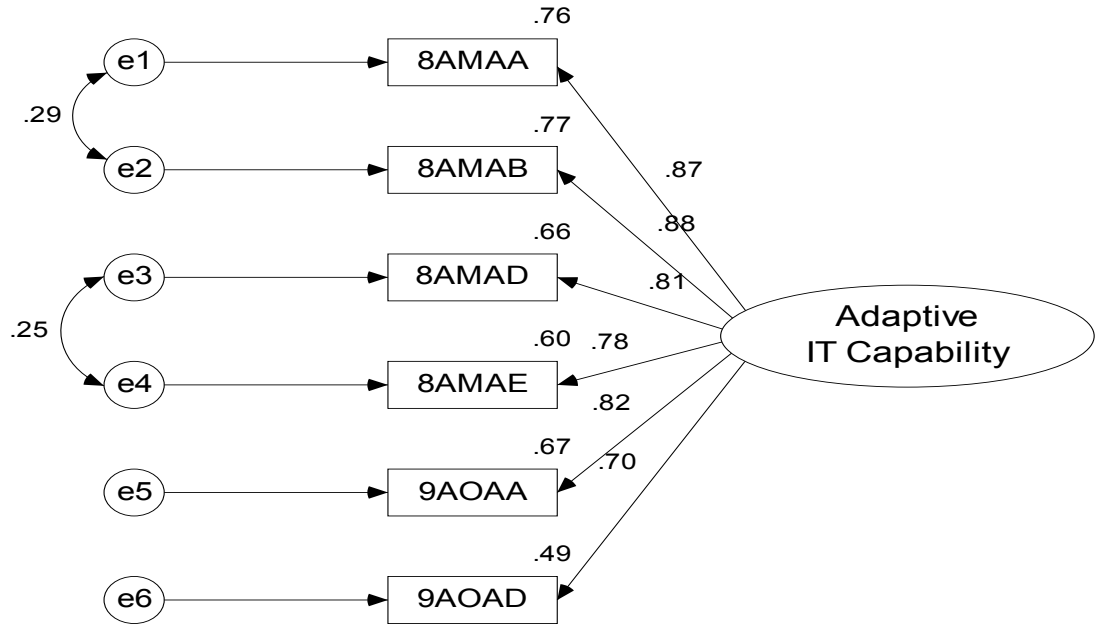 .76
e1
8AMAA
.29
.77
.87
e2
8AMAB
.88
.66
e3
8AMAD
.81
.25
.60
.78
Adaptive
IT Capability
e4
8AMAE
.82
.67
.70
e5
9AOAA
.49
e6
9AOAD